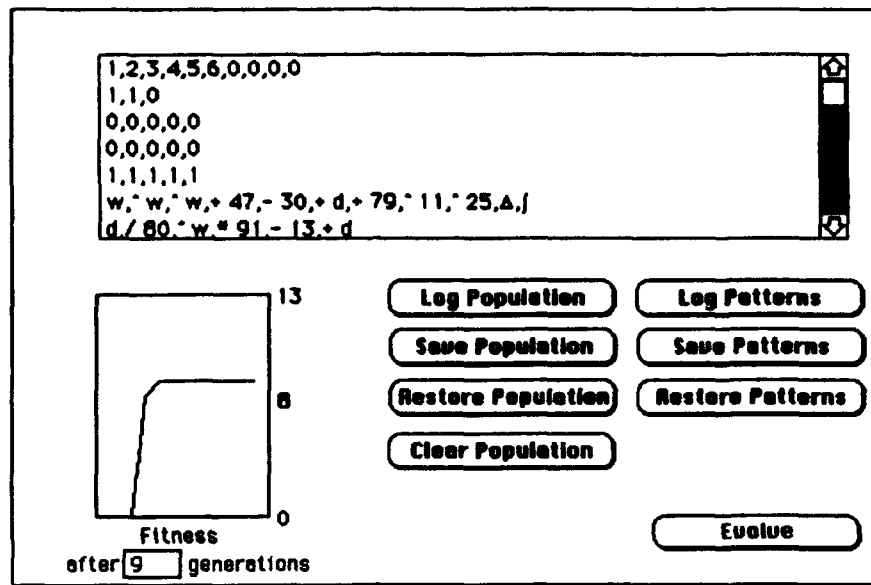 1,2,3,4,5,6,0,0,0,0
1,1,0
0,0,0,0,0
0,0,0,0,0
1,1,1,1,1
w,^ w,^ w,+ 47,- 30,+ d,+ 79,^ 11,^ 25,Δ,∫
d,/ 80,^ w,* 91,- 13,+ d
13
6
0
Fitness
after 9 generations
Log Population Log Patterns
Save Population Save Patterns
Restore Population Restore Patterns
Clear Population
Evolve